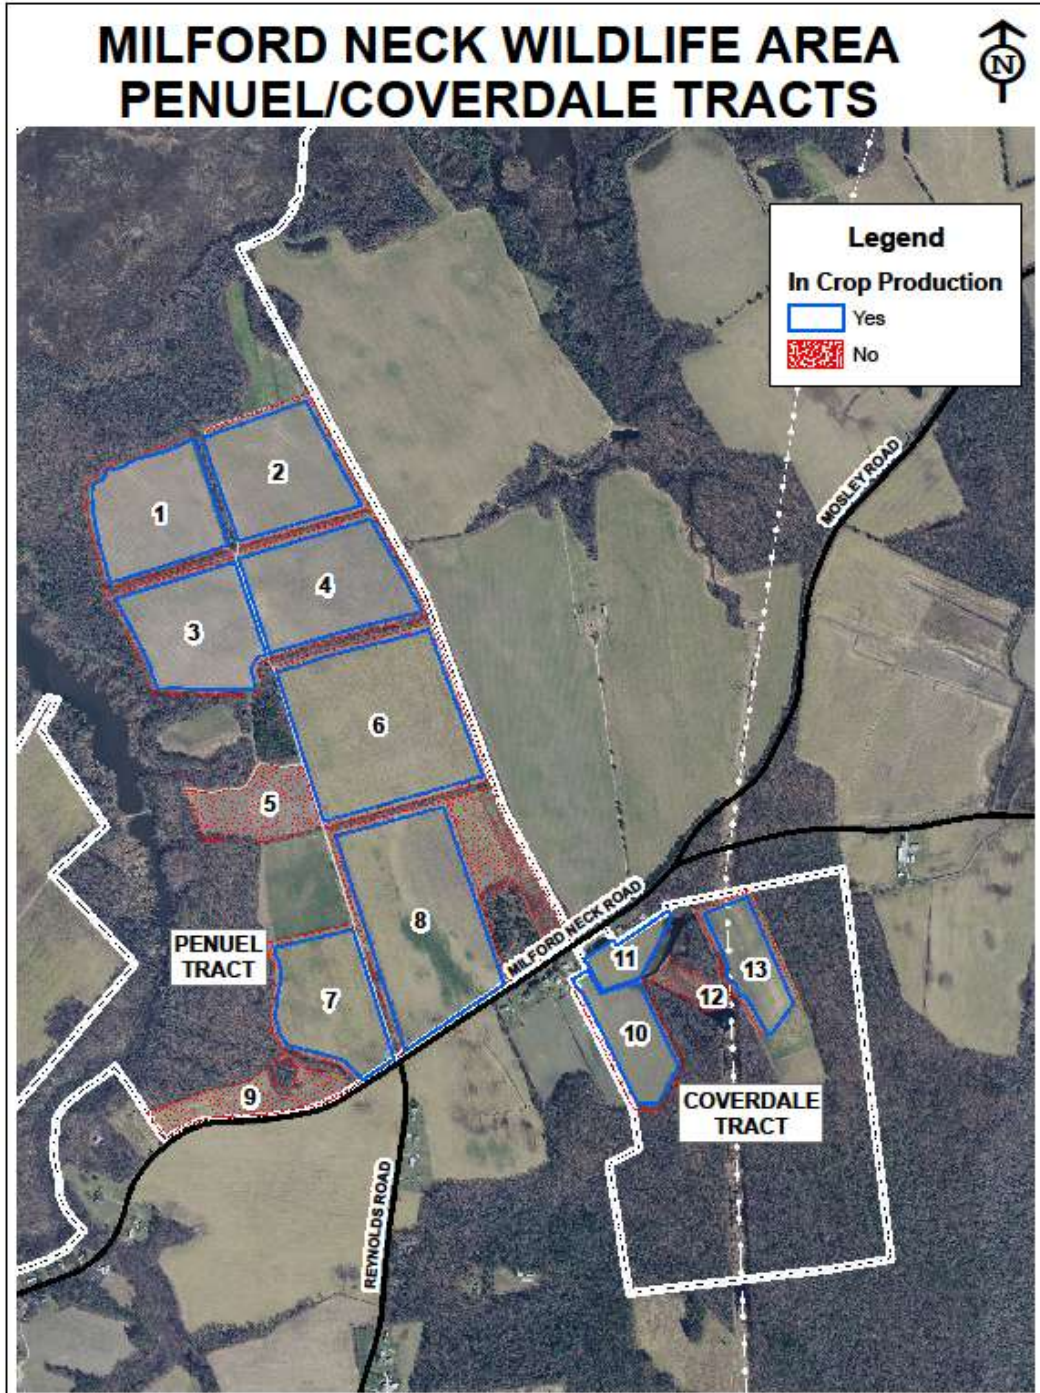 MILFORD NECK WILDLIFE AREA
PENUEL/COVERDALE TRACTS
N
Legend
In Crop Production
Yes
No
MOSLEY ROAD
2
1
4
3
6
5
8
MILFORD NECK ROAD
PENUEL
TRACT
11
13
12
7
10
9
COVERDALE
TRACT
REYNOLDS ROAD